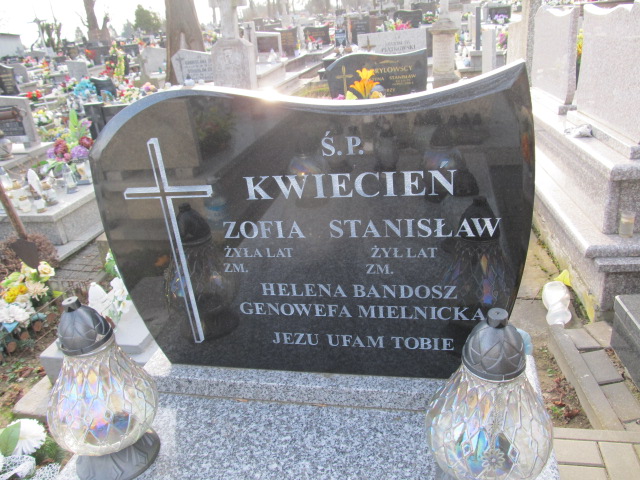 Ś.P.
KWIECIEŃ
ZOFIA STANISŁAW
ŻYŁA LAT ŻYŁ LAT
ZM. ZM.
HELENA BANDOSZ
GENOWEFA MIELNICKA
JEZU UFAM TOBIE